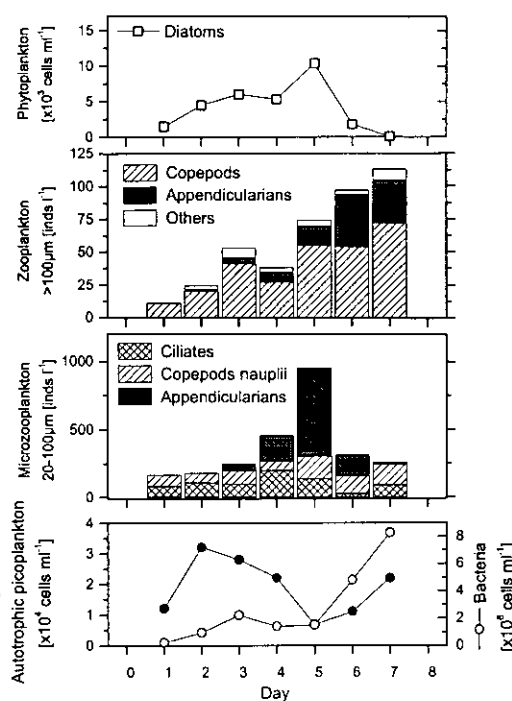 Phytoplankton
[x10³ cells ml⁻¹]
15
10
5
0
Diatoms
Zooplankton
>100µm [inds l⁻¹]
125
100
75
50
25
0
Copepods
Appendicularians
Others
Microzooplankton
20-100µm [inds l⁻¹]
1000
500
0
Ciliates
Copepods nauplii
Appendicularians
Autotrophic picoplankton
[x10⁴ cells ml⁻¹]
4
3
2
1
0
8
6
4
2
0
Bacteria
[x10⁶ cells ml⁻¹]
0 1 2 3 4 5 6 7 8
Day